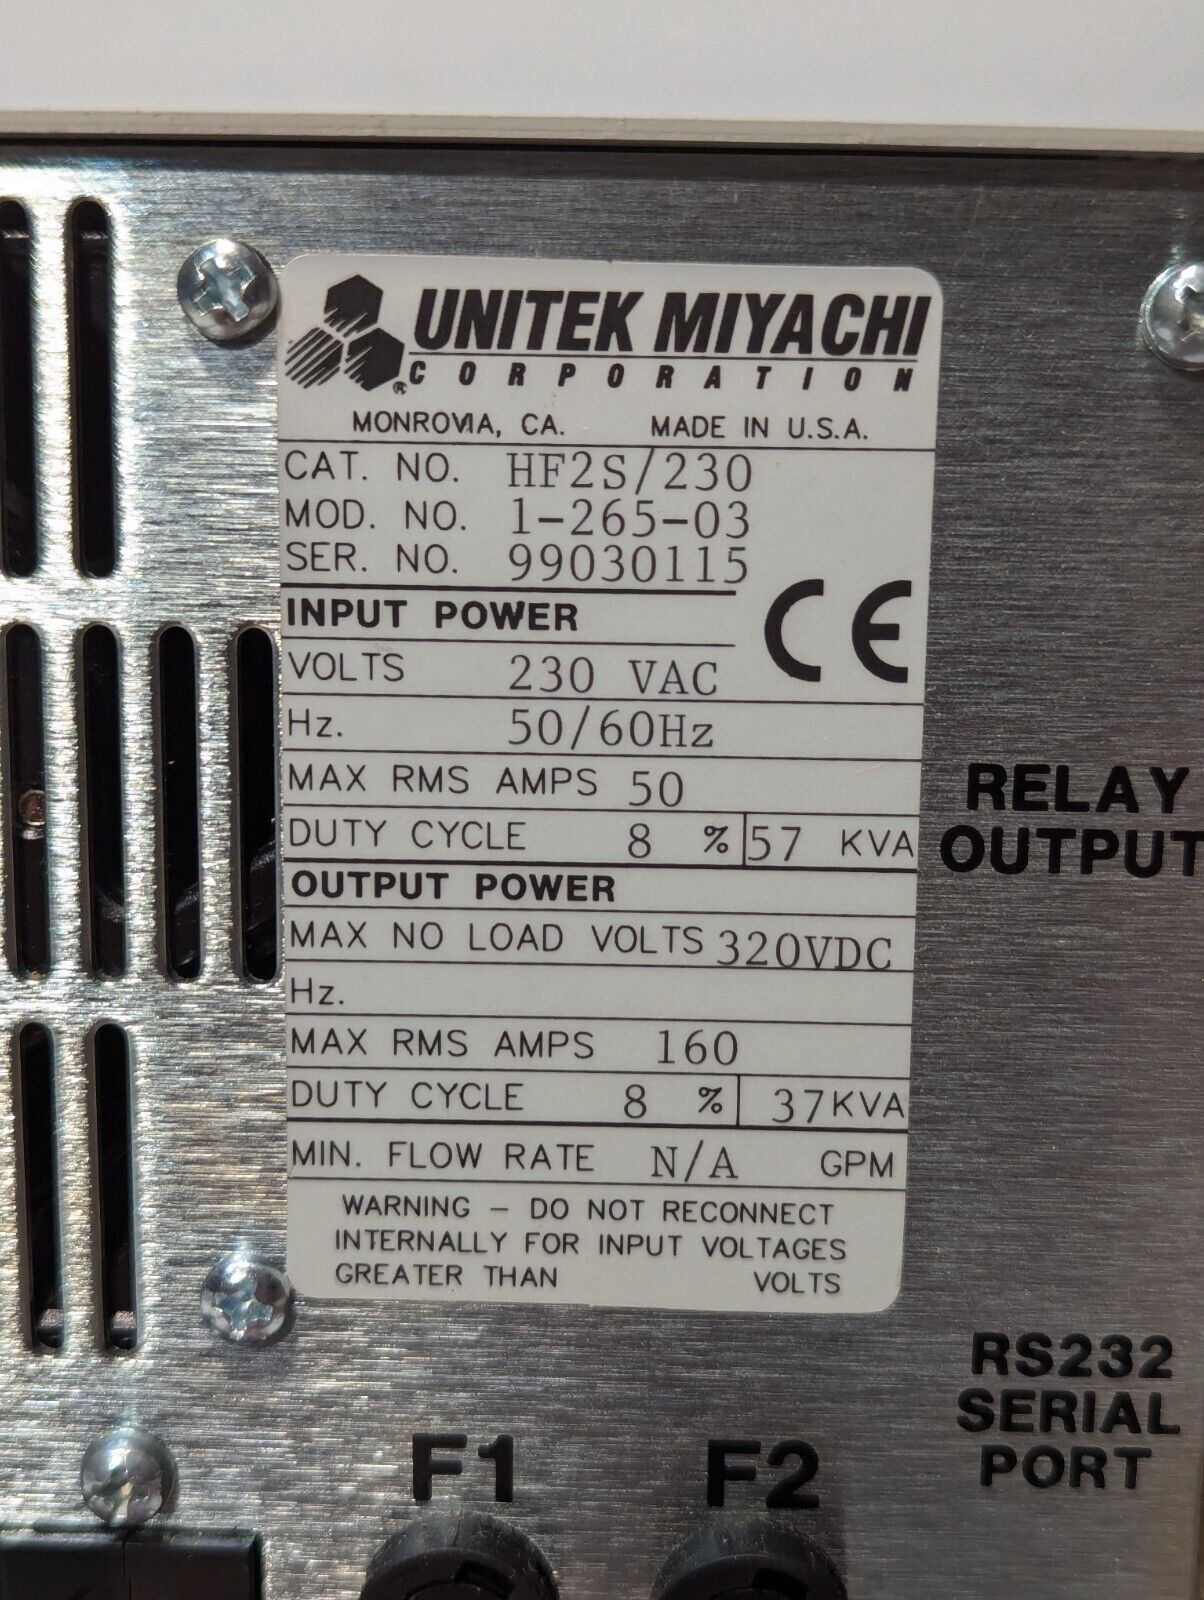 UNITEK MIYACHI
® CORPORATION
MONROVIA, CA. MADE IN U.S.A.
CAT. NO. HF2S/230
MOD. NO. 1-265-03
SER. NO. 99030115
CE
INPUT POWER
VOLTS 230 VAC
Hz. 50/60Hz
MAX RMS AMPS 50
DUTY CYCLE 8 % 57 KVA
OUTPUT POWER
MAX NO LOAD VOLTS 320VDC
Hz.
MAX RMS AMPS 160
DUTY CYCLE 8 % 37KVA
MIN. FLOW RATE N/A GPM
WARNING – DO NOT RECONNECT
INTERNALLY FOR INPUT VOLTAGES
GREATER THAN VOLTS
RELAY
OUTPUT
RS232
SERIAL
PORT
F1 F2